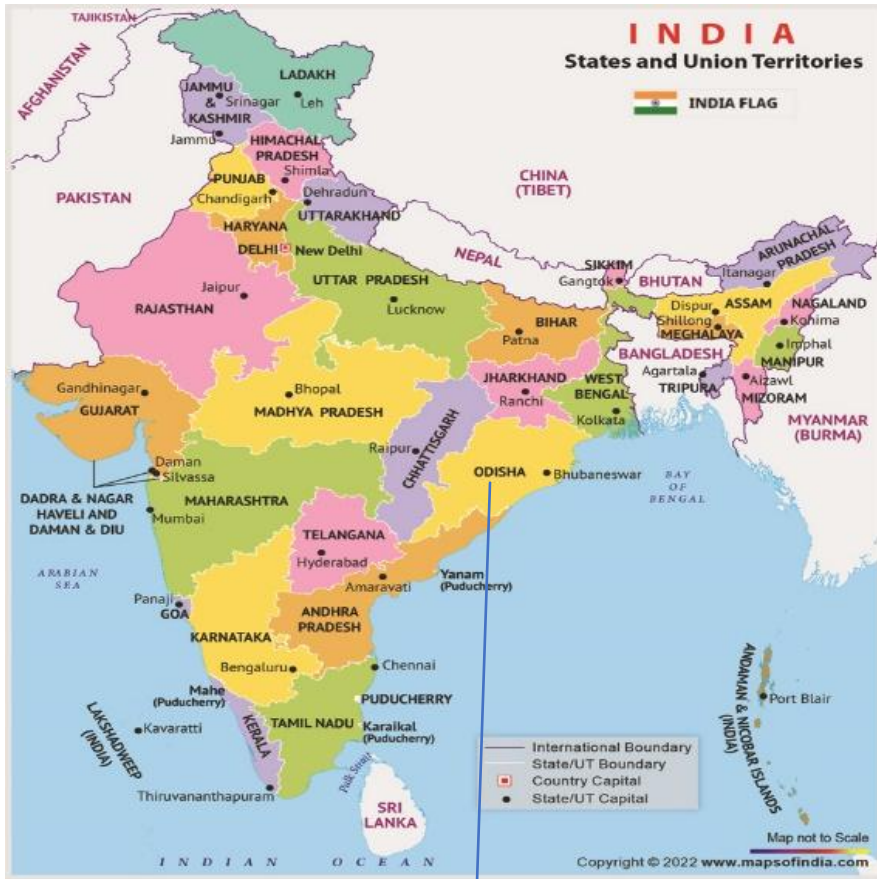 INDIA
States and Union Territories
INDIA FLAG
TAJIKISTAN
AFGHANISTAN
PAKISTAN
CHINA
(TIBET)
NEPAL
BHUTAN
BANGLADESH
MYANMAR
(BURMA)
SRI
LANKA
LADAKH
Leh
JAMMU
&
KASHMIR
Srinagar
Jammu
HIMACHAL
PRADESH
Shimla
PUNJAB
Chandigarh
Dehradun
UTTARAKHAND
HARYANA
DELHI
New Delhi
UTTAR PRADESH
Lucknow
RAJASTHAN
Jaipur
BIHAR
Patna
SIKKIM
Gangtok
ARUNACHAL
PRADESH
Itanagar
ASSAM
Dispur
NAGALAND
Kohima
Shillong
MEGHALAYA
Imphal
MANIPUR
Agartala
TRIPURA
Aizawl
MIZORAM
JHARKHAND
Ranchi
WEST
BENGAL
Kolkata
Gandhinagar
GUJARAT
Bhopal
MADHYA PRADESH
CHHATTISGARH
Raipur
ODISHA
Bhubaneswar
BAY
OF
BENGAL
Daman
Silvassa
DADRA & NAGAR
HAVELI AND
DAMAN & DIU
MAHARASHTRA
Mumbai
TELANGANA
Hyderabad
ARABIAN
SEA
Yanam
(Puducherry)
Amaravati
ANDHRA
PRADESH
Panaji
GOA
KARNATAKA
Bengaluru
Chennai
Mahe
(Puducherry)
PUDUCHERRY
TAMIL NADU
Karaikal
(Puducherry)
KERALA
LAKSHADWEEP
(INDIA)
Kavaratti
Thiruvananthapuram
Palk Strait
ANDAMAN & NICOBAR ISLANDS
(INDIA)
Port Blair
International Boundary
State/UT Boundary
Country Capital
State/UT Capital
INDIAN OCEAN
Map not to Scale
Copyright © 2022 www.mapsofindia.com